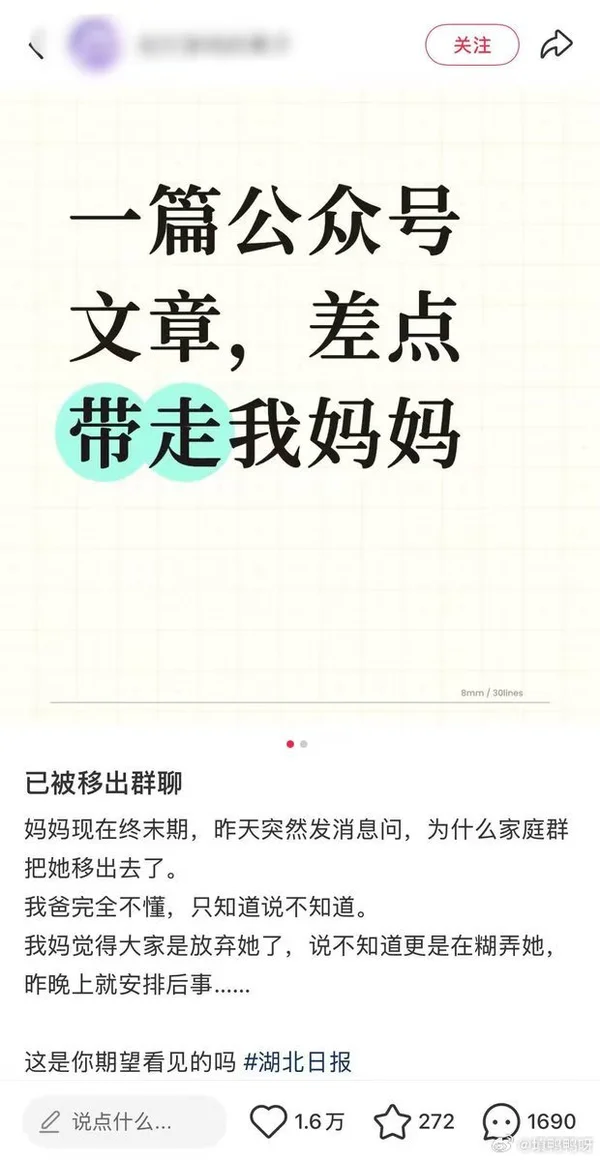 关注
一篇公众号
文章，差点
带走我妈妈
8mm / 30lines
已被移出群聊
妈妈现在终末期，昨天突然发消息问，为什么家庭群
把她移出去了。
我爸完全不懂，只知道说不知道。
我妈觉得大家是放弃她了，说不知道更是在糊弄她，
昨晚上就安排后事......
这是你期望看见的吗 #湖北日报
说点什么...
1.6万
272
1690